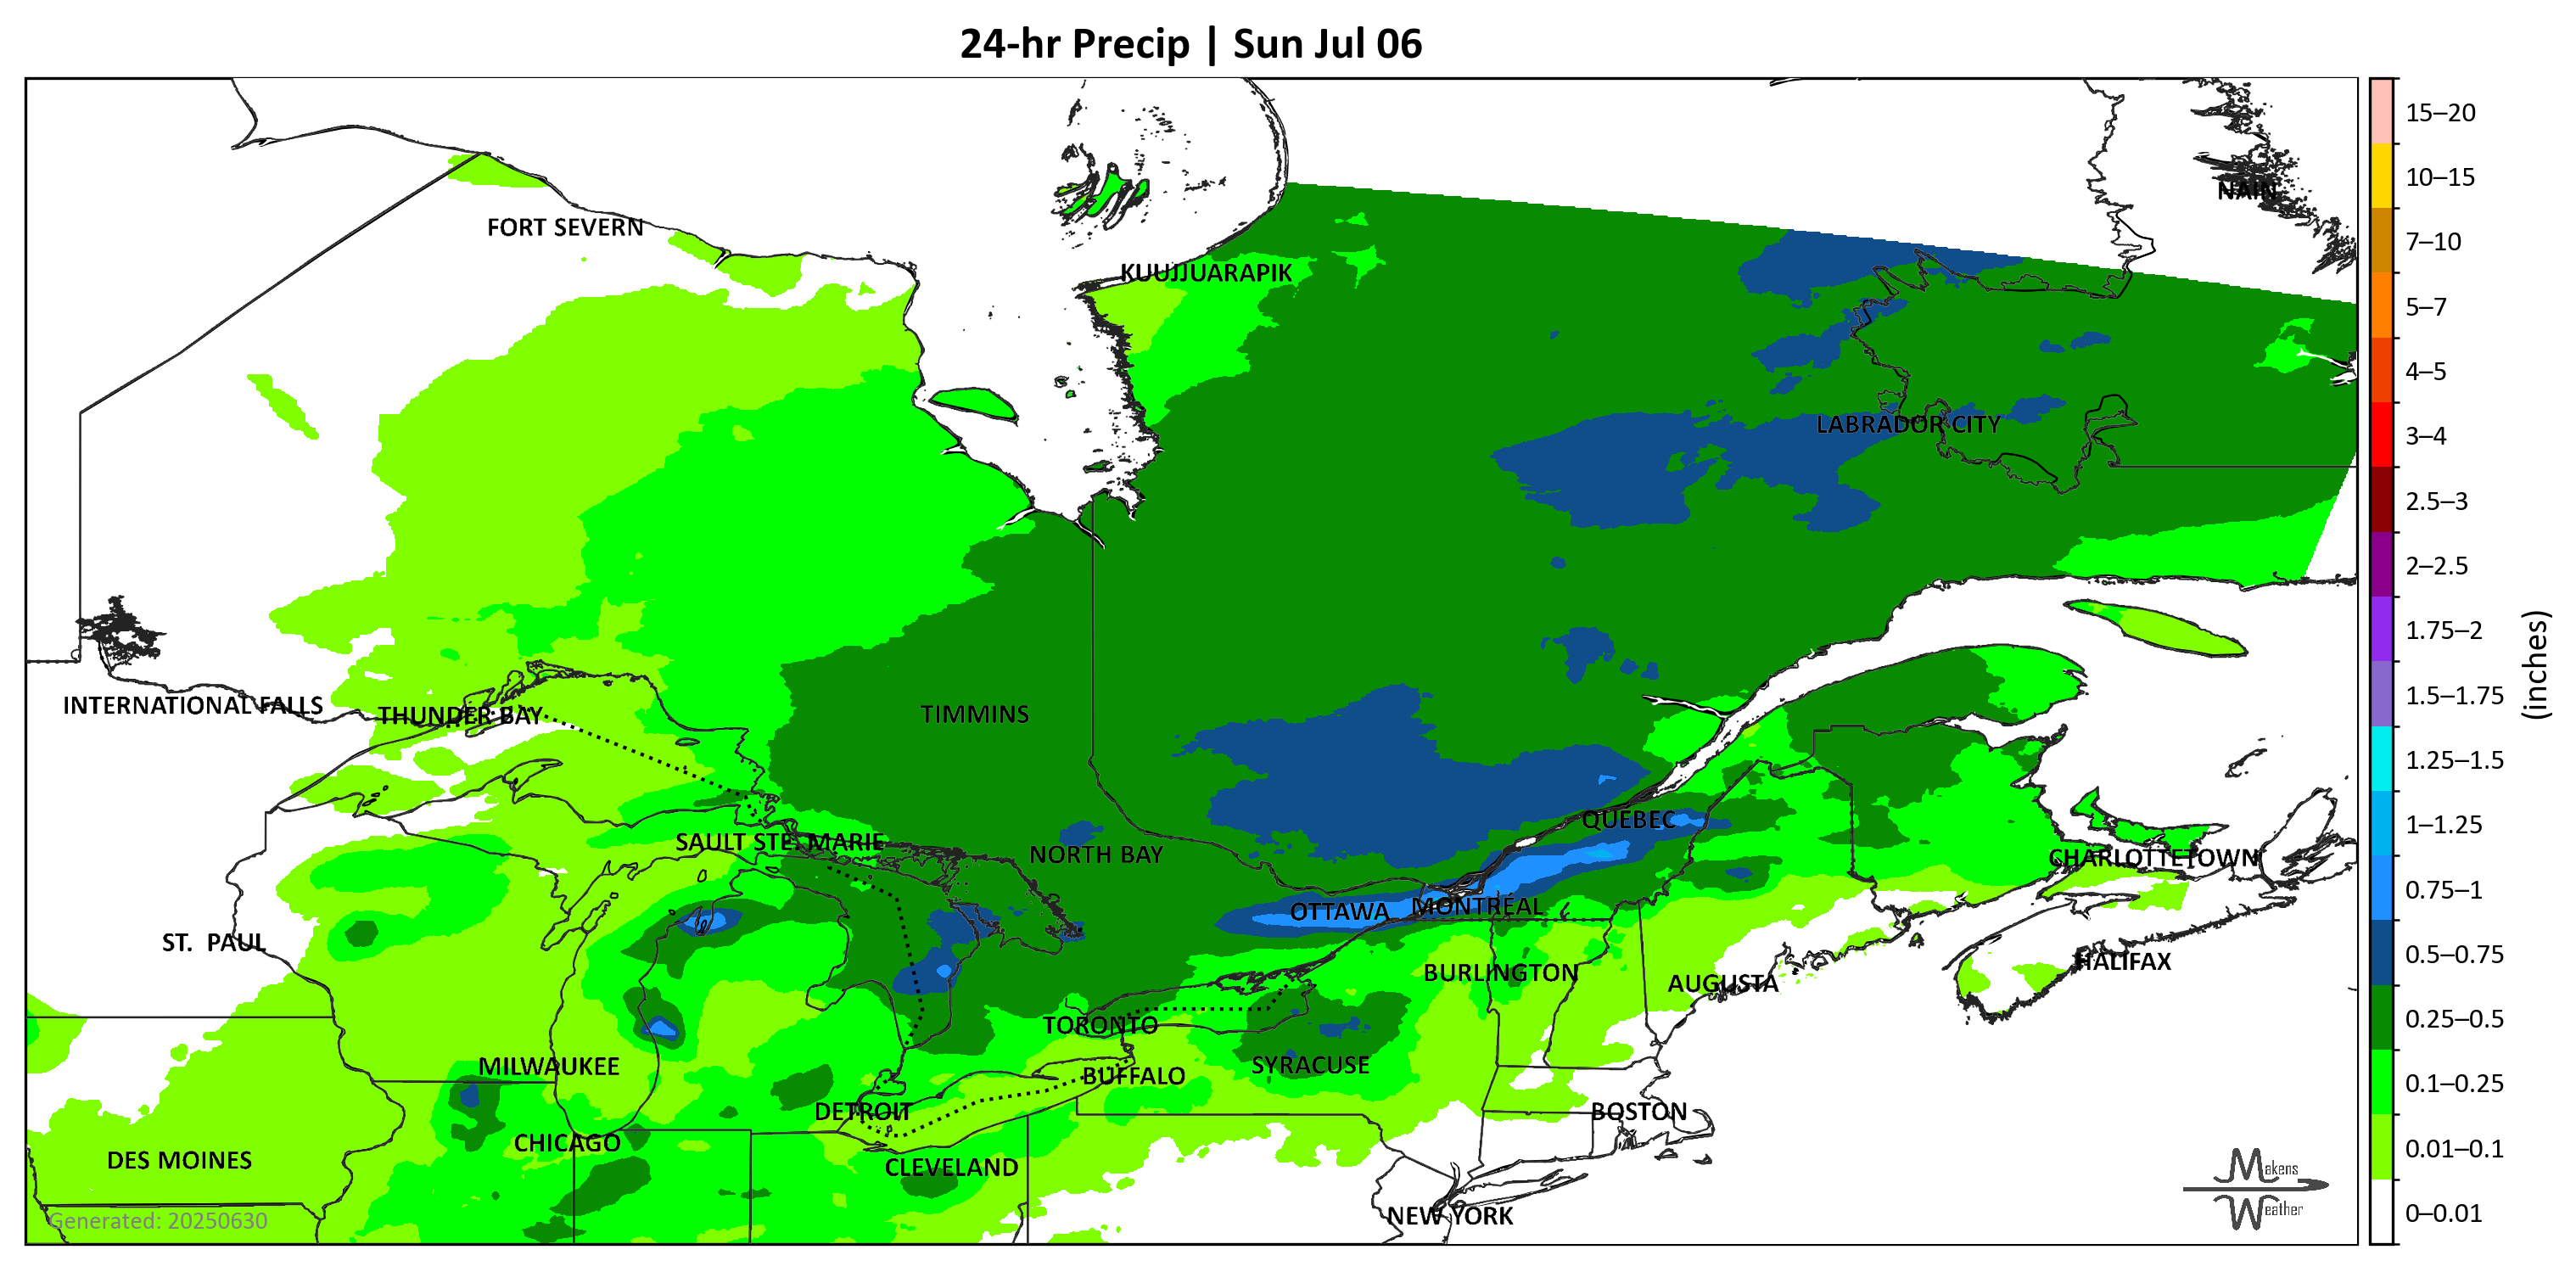 24-hr Precip | Sun Jul 06
NAIN
FORT SEVERN
KUUJJUARAPIK
LABRADOR CITY
INTERNATIONAL FALLS
THUNDER BAY
TIMMINS
QUEBEC
SAULT STE. MARIE
NORTH BAY
CHARLOTTETOWN
OTTAWA
MONTREAL
ST. PAUL
BURLINGTON
AUGUSTA
HALIFAX
TORONTO
MILWAUKEE
SYRACUSE
BUFFALO
DETROIT
BOSTON
CHICAGO
DES MOINES
CLEVELAND
NEW YORK
Generated: 20250630
Makens
Weather
15–20
10–15
7–10
5–7
4–5
3–4
2.5–3
2–2.5
1.75–2
1.5–1.75
1.25–1.5
1–1.25
0.75–1
0.5–0.75
0.25–0.5
0.1–0.25
0.01–0.1
0–0.01
(inches)